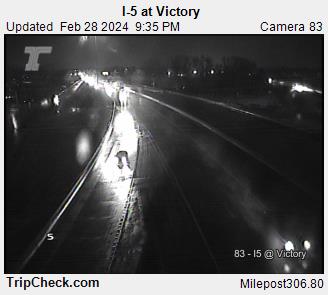 I-5 at Victory
Updated Feb 28 2024 9:35 PM Camera 83
T
S
83 - I5 @ Victory
TripCheck.com Milepost306.80